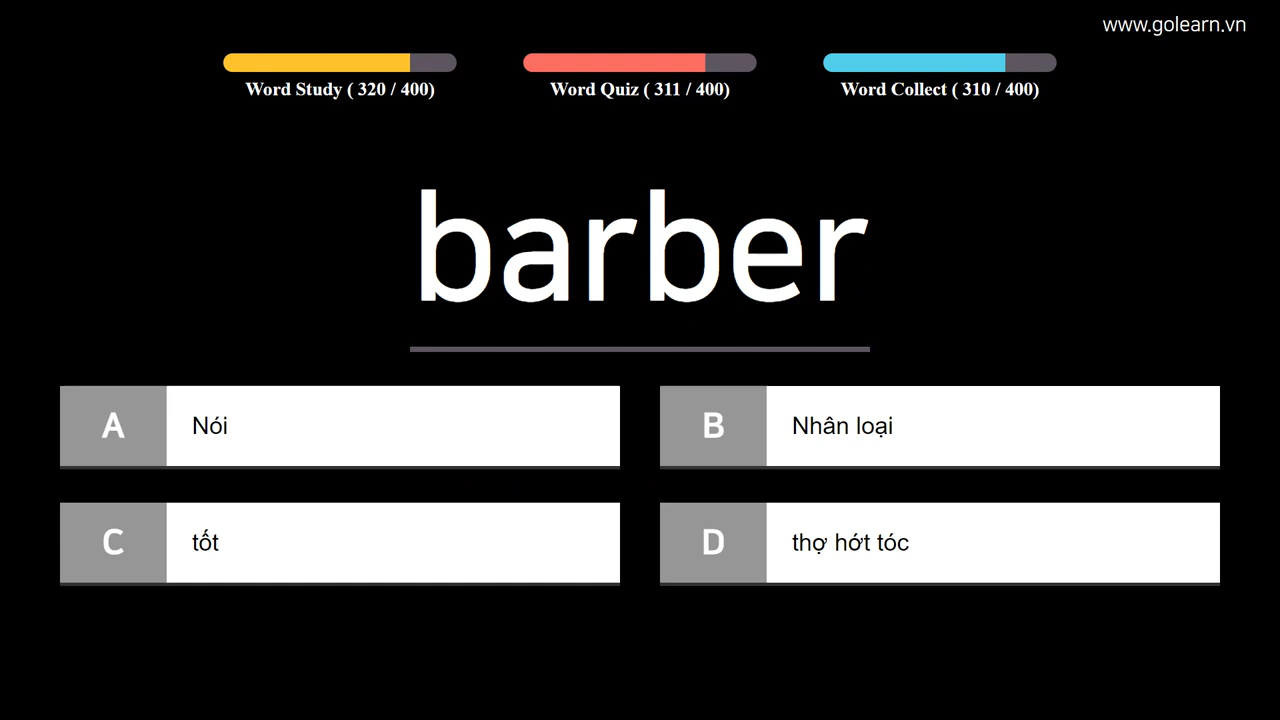 www.golearn.vn
Word Study ( 320 / 400)
Word Quiz ( 311 / 400)
Word Collect ( 310 / 400)
barber
A
Nói
B
Nhân loại
C
tốt
D
thợ hớt tóc